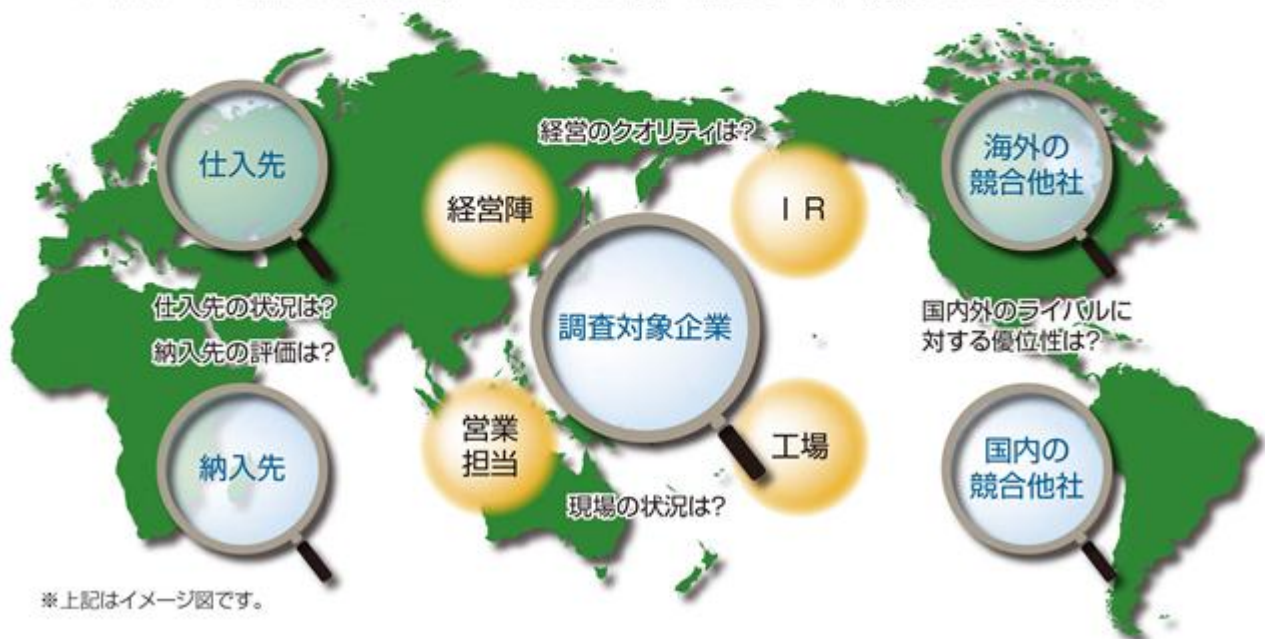 経営のクオリティは?
仕入先
海外の
競合他社
経営陣
I R
仕入先の状況は?
納入先の評価は?
調査対象企業
国内外のライバルに
対する優位性は?
営業
担当
工場
納入先
国内の
競合他社
現場の状況は?
※上記はイメージ図です。